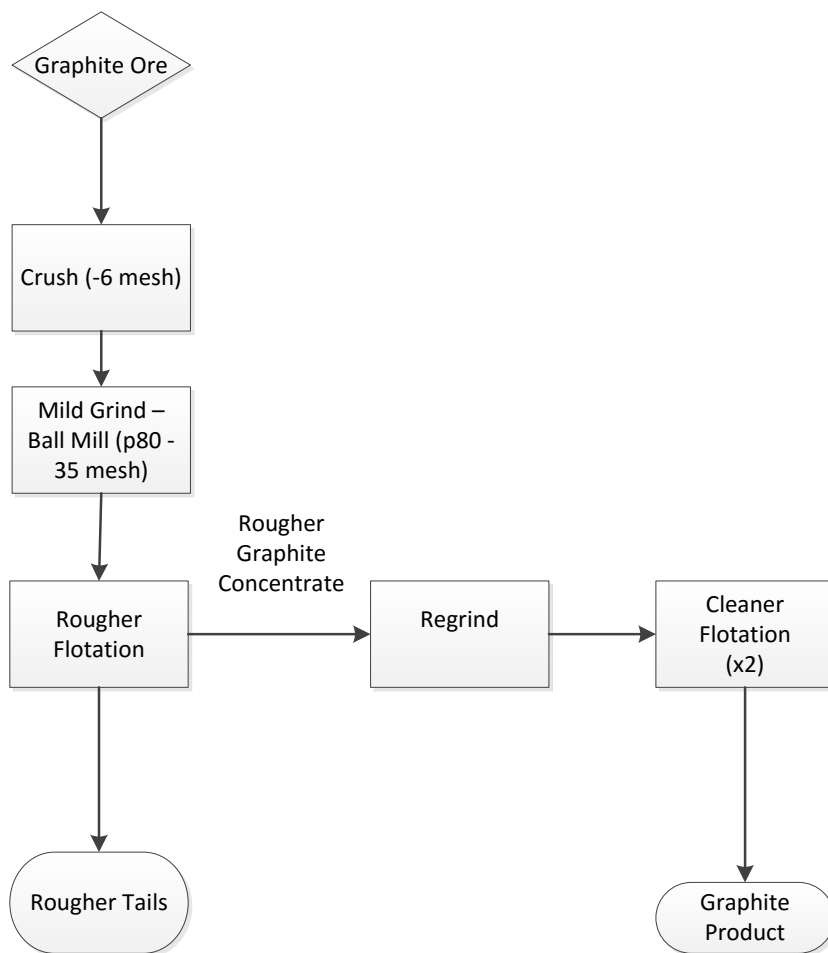 Graphite Ore
Crush (-6 mesh)
Mild Grind –
Ball Mill (p80 -
35 mesh)
Rougher
Graphite
Concentrate
Rougher
Flotation
Regrind
Cleaner
Flotation
(x2)
Rougher Tails
Graphite
Product